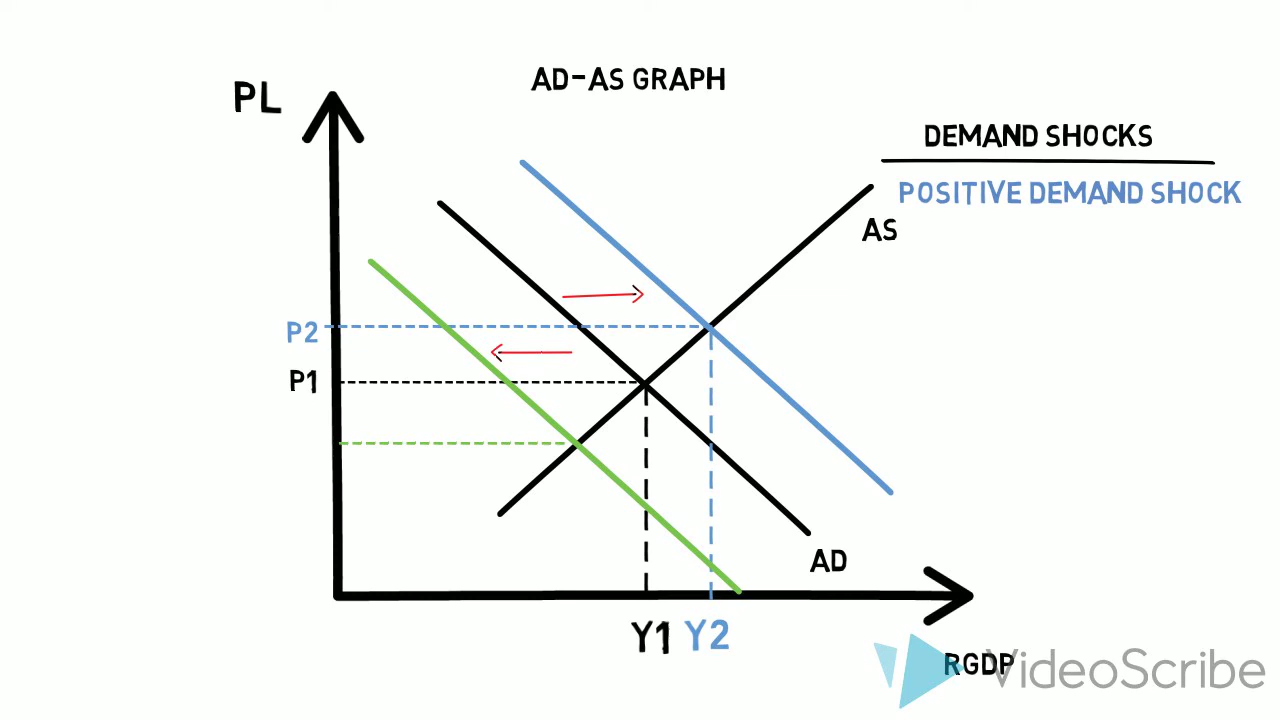 AD-AS GRAPH
PL
DEMAND SHOCKS
POSITIVE DEMAND SHOCK
AS
P2
P1
AD
Y1 Y2
RGDP
VideoScribe